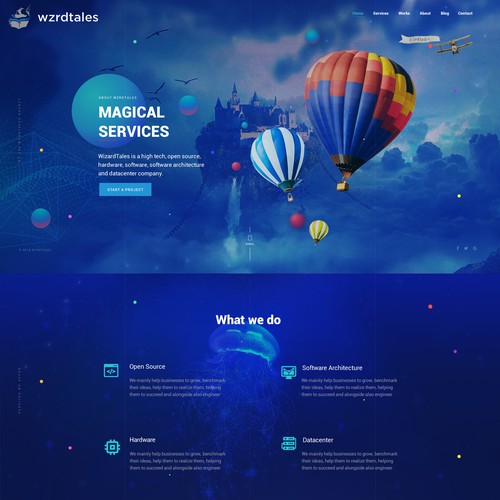 wzrdtales
Home Services Works About Blog Contact
ABOUT WZRDTALES
MAGICAL
SERVICES
WizardTales is a high tech, open source,
hardware, software, software architecture
and datacenter company.
START A PROJECT
What we do
Open Source
We mainly help businesses to grow, benchmark
their ideas, help them to realize them, helping
them to succeed and alongside also engineer
Software Architecture
We mainly help businesses to grow, benchmark
their ideas, help them to realize them, helping
them to succeed and alongside also engineer
Hardware
We mainly help businesses to grow, benchmark
their ideas, help them to realize them, helping
them to succeed and alongside also engineer
Datacenter
We mainly help businesses to grow, benchmark
their ideas, help them to realize them, helping
them to succeed and alongside also engineer